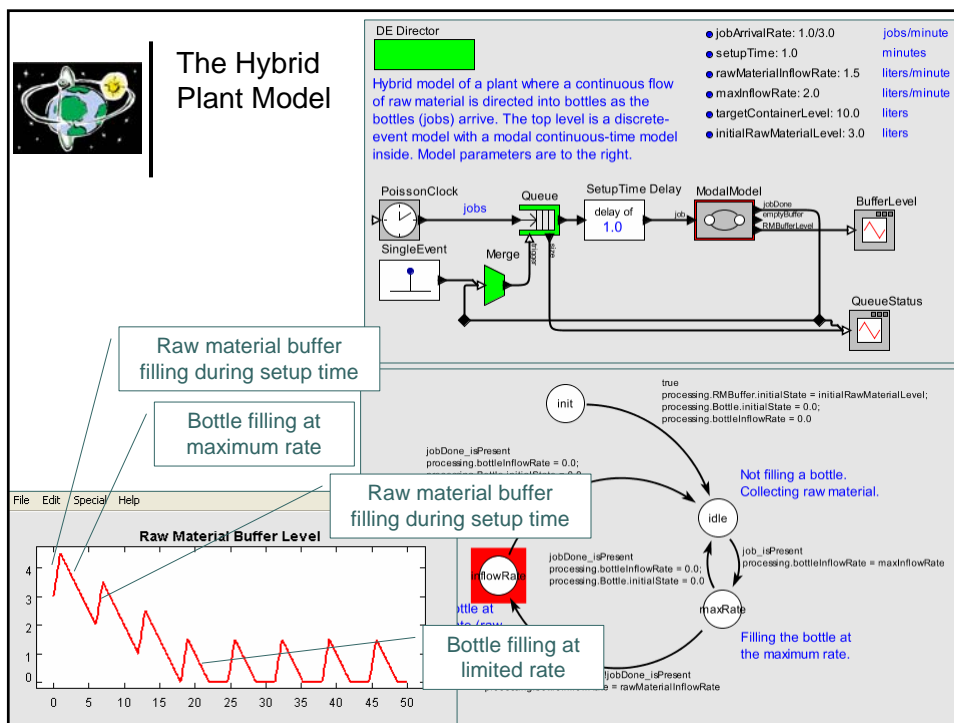 The Hybrid
Plant Model
DE Director
Hybrid model of a plant where a continuous flow
of raw material is directed into bottles as the
bottles (jobs) arrive. The top level is a discrete-
event model with a modal continuous-time model
inside. Model parameters are to the right.
jobArrivalRate: 1.0/3.0 jobs/minute
setupTime: 1.0 minutes
rawMaterialInflowRate: 1.5 liters/minute
maxInflowRate: 2.0 liters/minute
targetContainerLevel: 10.0 liters
initialRawMaterialLevel: 3.0 liters
PoissonClock
jobs
Queue
trigger
size
SetupTime Delay
delay of
1.0
job
ModalModel
jobDone
emptyBuffer
RMBufferLevel
BufferLevel
SingleEvent
Merge
QueueStatus
Raw material buffer
filling during setup time
Bottle filling at
maximum rate
init
true
processing.RMBuffer.initialState = initialRawMaterialLevel;
processing.Bottle.initialState = 0.0;
processing.bottleInflowRate = 0.0
jobDone_isPresent
processing.bottleInflowRate = 0.0;
Raw material buffer
filling during setup time
Not filling a bottle.
Collecting raw material.
idle
job_isPresent
processing.bottleInflowRate = maxInflowRate
jobDone_isPresent
processing.bottleInflowRate = 0.0;
processing.Bottle.initialState = 0.0
inflowRate
maxRate
Filling the bottle at
the maximum rate.
ottle at
(raw
Bottle filling at
limited rate
jobDone_isPresent
= rawMaterialInflowRate
File Edit Special Help
Raw Material Buffer Level
4
3
2
1
0
0 5 10 15 20 25 30 35 40 45 50